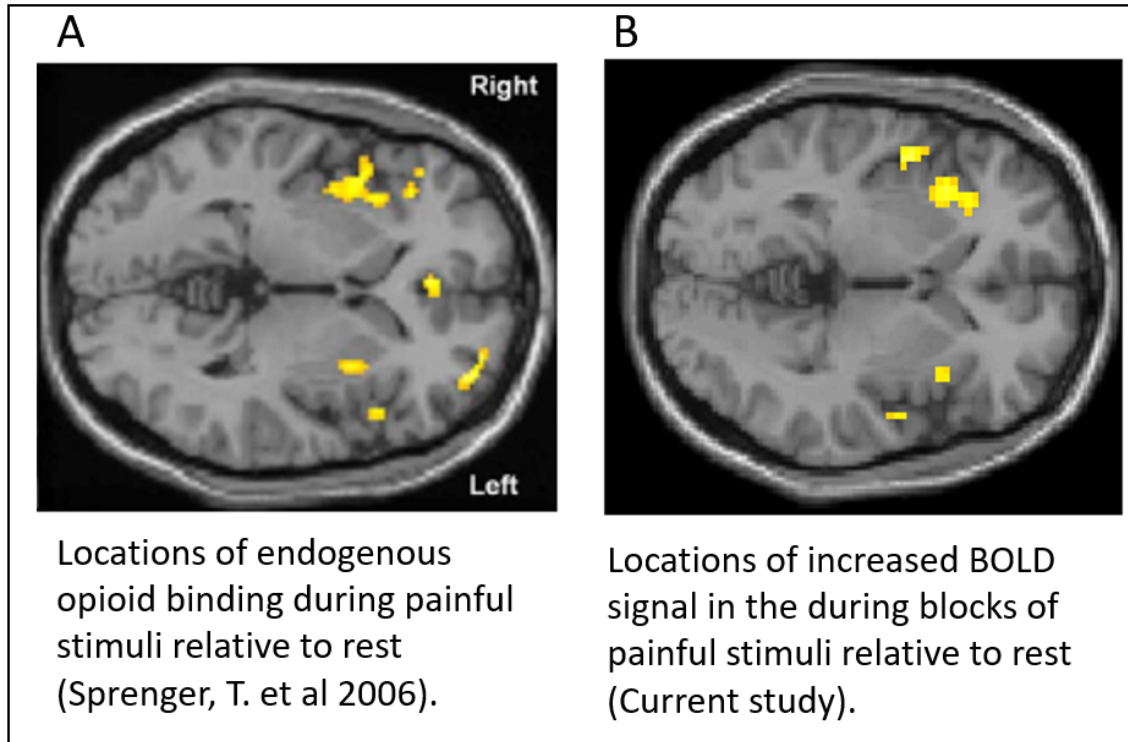 A
B
Right
Left
Locations of endogenous
opioid binding during painful
stimuli relative to rest
(Sprenger, T. et al 2006).
Locations of increased BOLD
signal in the during blocks of
painful stimuli relative to rest
(Current study).